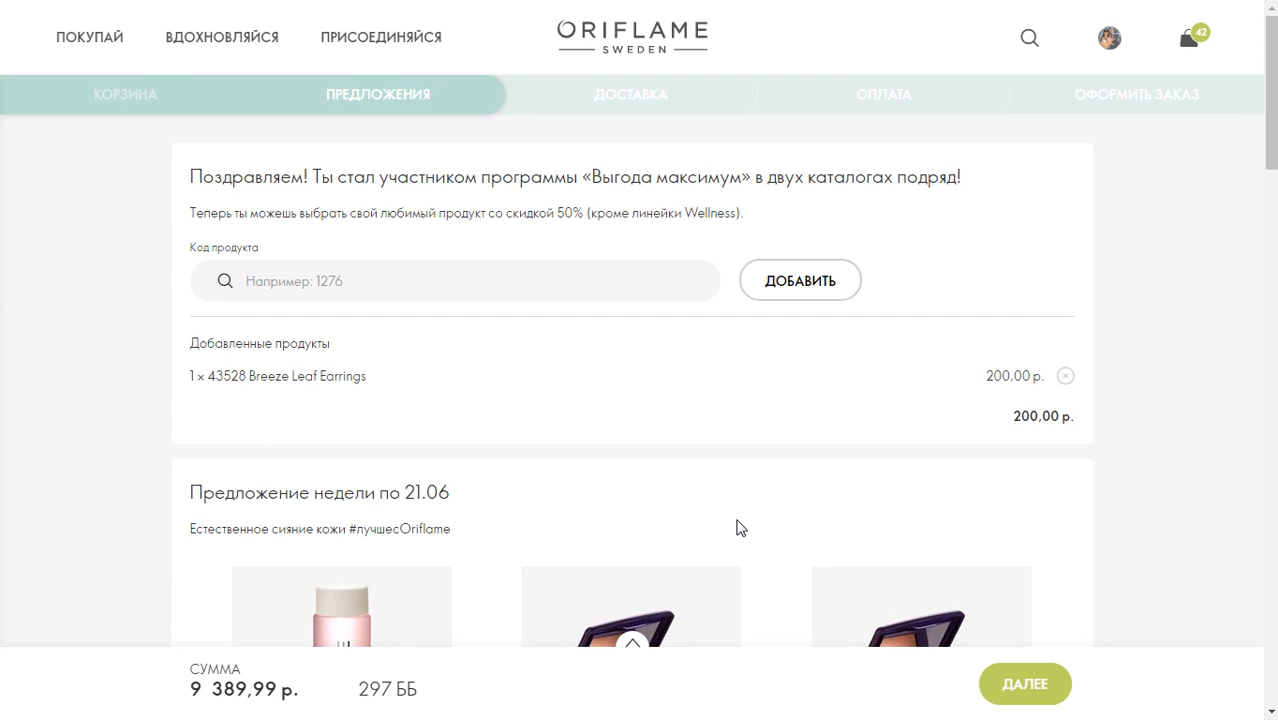 ПОКУПАЙ ВДОХНОВЛЯЙСЯ ПРИСОЕДИНЯЙСЯ ORIFLAME 42
SWEDEN
КОРЗИНА ПРЕДЛОЖЕНИЯ ДОСТАВКА ОПЛАТА ОФОРМИТЬ ЗАКАЗ
Поздравляем! Ты стал участником программы «Выгода максимум» в двух каталогах подряд!
Теперь ты можешь выбрать свой любимый продукт со скидкой 50% (кроме линейки Wellness).
Код продукта
Например: 1276 ДОБАВИТЬ
Добавленные продукты
1 × 43528 Breeze Leaf Earrings 200,00 р.
200,00 р.
Предложение недели по 21.06
Естественное сияние кожи #лучшесOriflame
СУММА
9 389,99 р. 297 ББ ДАЛЕЕ